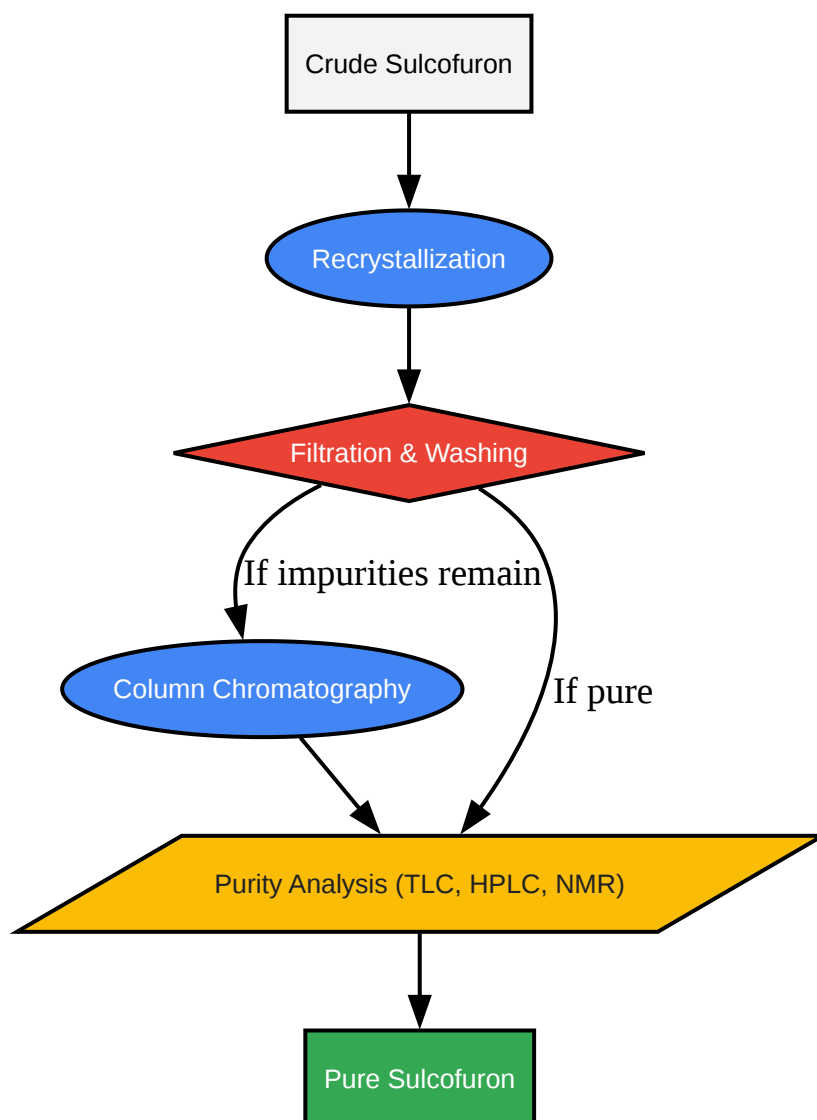 Crude Sulcofuron
Recrystallization
Filtration & Washing
If impurities remain
Column Chromatography
If pure
Purity Analysis (TLC, HPLC, NMR)
Pure Sulcofuron